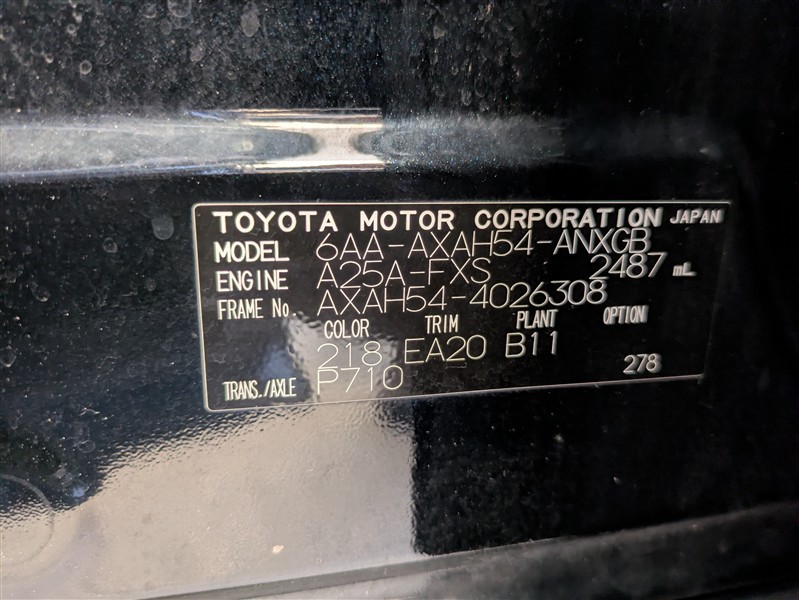 TOYOTA MOTOR CORPORATION JAPAN
MODEL 6AA-AXAH54-ANXGB
ENGINE A25A-FXS 2487 mL
FRAME No. AXAH54-4026308
COLOR TRIM PLANT OPTION
218 EA20 B11
TRANS./AXLE P710 278